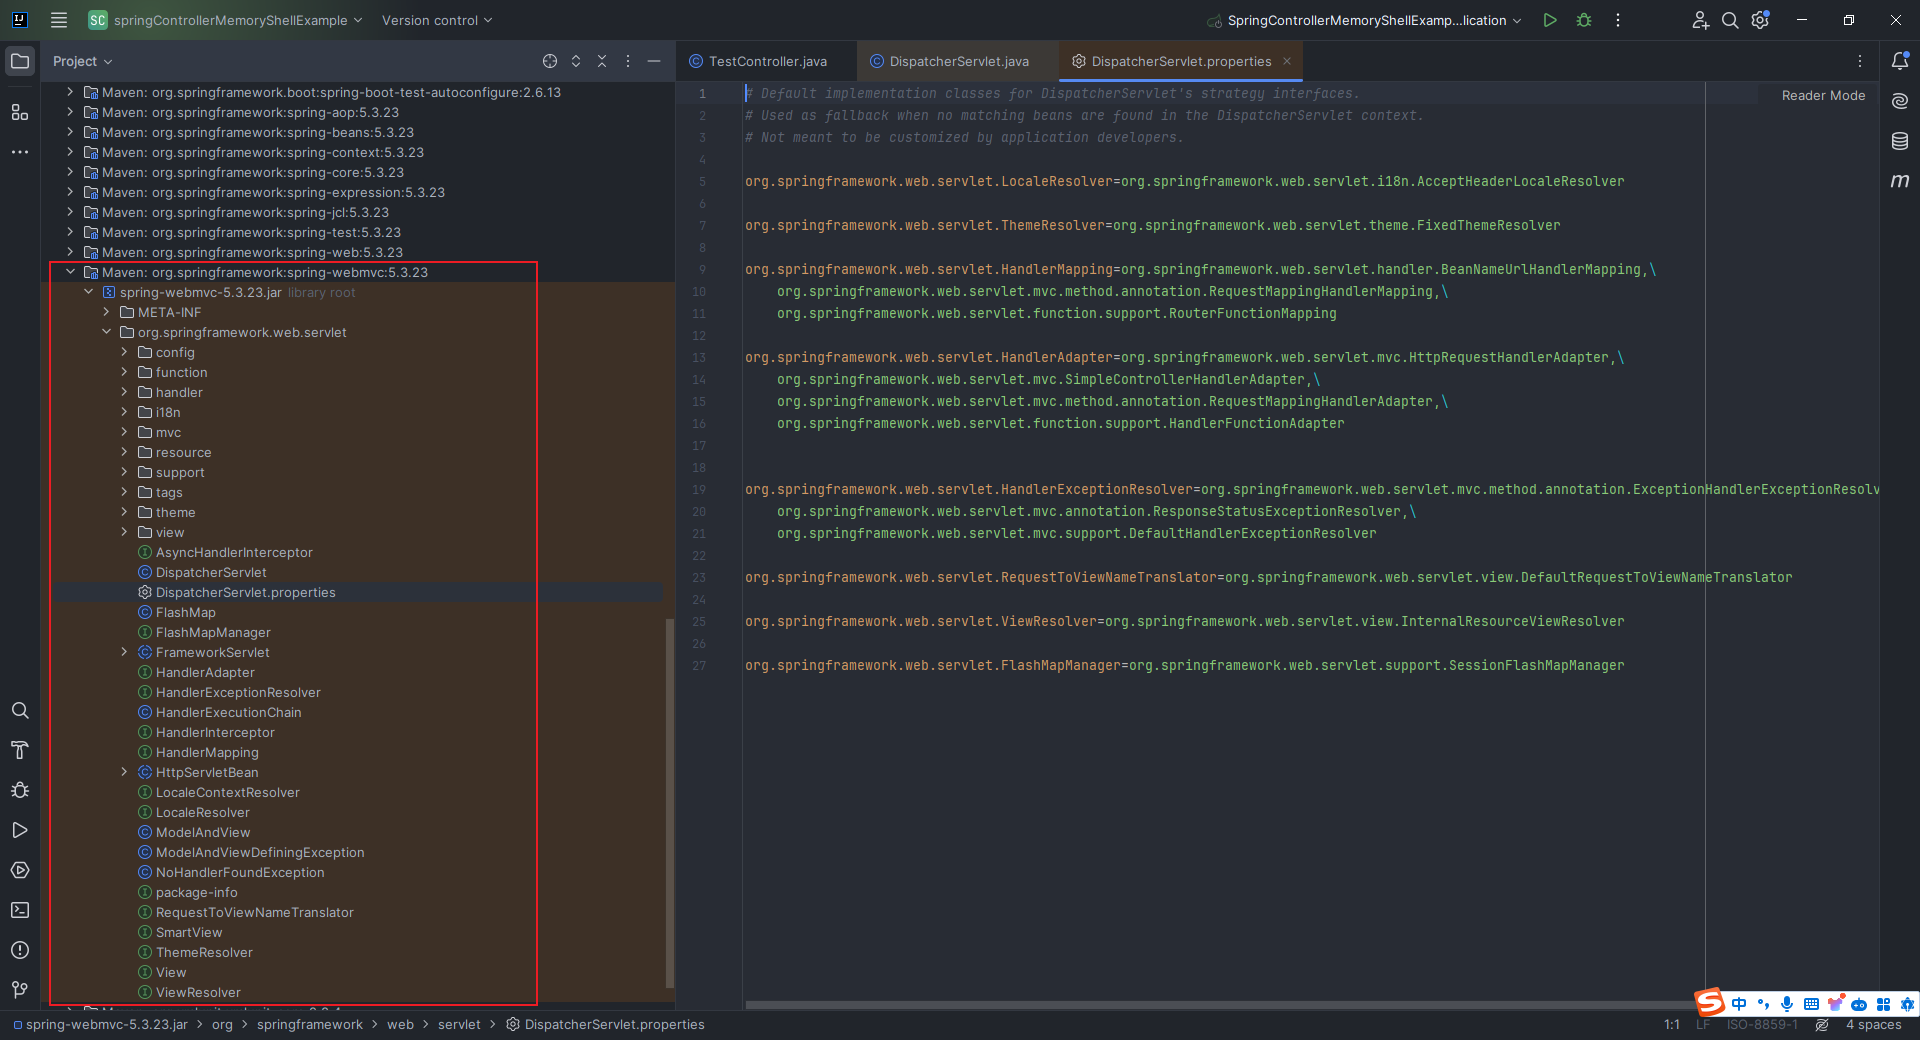 SC springControllerMemoryShellExample Version control SpringControllerMemoryShellExamp...lication
Project
TestController.java DispatcherServlet.java DispatcherServlet.properties
Reader Mode
Maven: org.springframework.boot:spring-boot-test-autoconfigure:2.6.13
Maven: org.springframework:spring-aop:5.3.23
Maven: org.springframework:spring-beans:5.3.23
Maven: org.springframework:spring-context:5.3.23
Maven: org.springframework:spring-core:5.3.23
Maven: org.springframework:spring-expression:5.3.23
Maven: org.springframework:spring-jcl:5.3.23
Maven: org.springframework:spring-test:5.3.23
Maven: org.springframework:spring-web:5.3.23
Maven: org.springframework:spring-webmvc:5.3.23
spring-webmvc-5.3.23.jar library root
META-INF
org.springframework.web.servlet
config
function
handler
i18n
mvc
resource
support
tags
theme
view
AsyncHandlerInterceptor
DispatcherServlet
DispatcherServlet.properties
FlashMap
FlashMapManager
FrameworkServlet
HandlerAdapter
HandlerExceptionResolver
HandlerExecutionChain
HandlerInterceptor
HandlerMapping
HttpServletBean
LocaleContextResolver
LocaleResolver
ModelAndView
ModelAndViewDefiningException
NoHandlerFoundException
package-info
RequestToViewNameTranslator
SmartView
ThemeResolver
View
ViewResolver
1 # Default implementation classes for DispatcherServlet's strategy interfaces.
2 # Used as fallback when no matching beans are found in the DispatcherServlet context.
3 # Not meant to be customized by application developers.
4
5 org.springframework.web.servlet.LocaleResolver=org.springframework.web.servlet.i18n.AcceptHeaderLocaleResolver
6
7 org.springframework.web.servlet.ThemeResolver=org.springframework.web.servlet.theme.FixedThemeResolver
8
9 org.springframework.web.servlet.HandlerMapping=org.springframework.web.servlet.handler.BeanNameUrlHandlerMapping,\
10 org.springframework.web.servlet.mvc.method.annotation.RequestMappingHandlerMapping,\
11 org.springframework.web.servlet.function.support.RouterFunctionMapping
12
13 org.springframework.web.servlet.HandlerAdapter=org.springframework.web.servlet.mvc.HttpRequestHandlerAdapter,\
14 org.springframework.web.servlet.mvc.SimpleControllerHandlerAdapter,\
15 org.springframework.web.servlet.mvc.method.annotation.RequestMappingHandlerAdapter,\
16 org.springframework.web.servlet.function.support.HandlerFunctionAdapter
17
18
19 org.springframework.web.servlet.HandlerExceptionResolver=org.springframework.web.servlet.mvc.method.annotation.ExceptionHandlerExceptionResolv
20 org.springframework.web.servlet.mvc.annotation.ResponseStatusExceptionResolver,\
21 org.springframework.web.servlet.mvc.support.DefaultHandlerExceptionResolver
22
23 org.springframework.web.servlet.RequestToViewNameTranslator=org.springframework.web.servlet.view.DefaultRequestToViewNameTranslator
24
25 org.springframework.web.servlet.ViewResolver=org.springframework.web.servlet.view.InternalResourceViewResolver
26
27 org.springframework.web.servlet.FlashMapManager=org.springframework.web.servlet.support.SessionFlashMapManager
中
spring-webmvc-5.3.23.jar org springframework web servlet DispatcherServlet.properties
1:1 LF ISO-8859-1 4 spaces